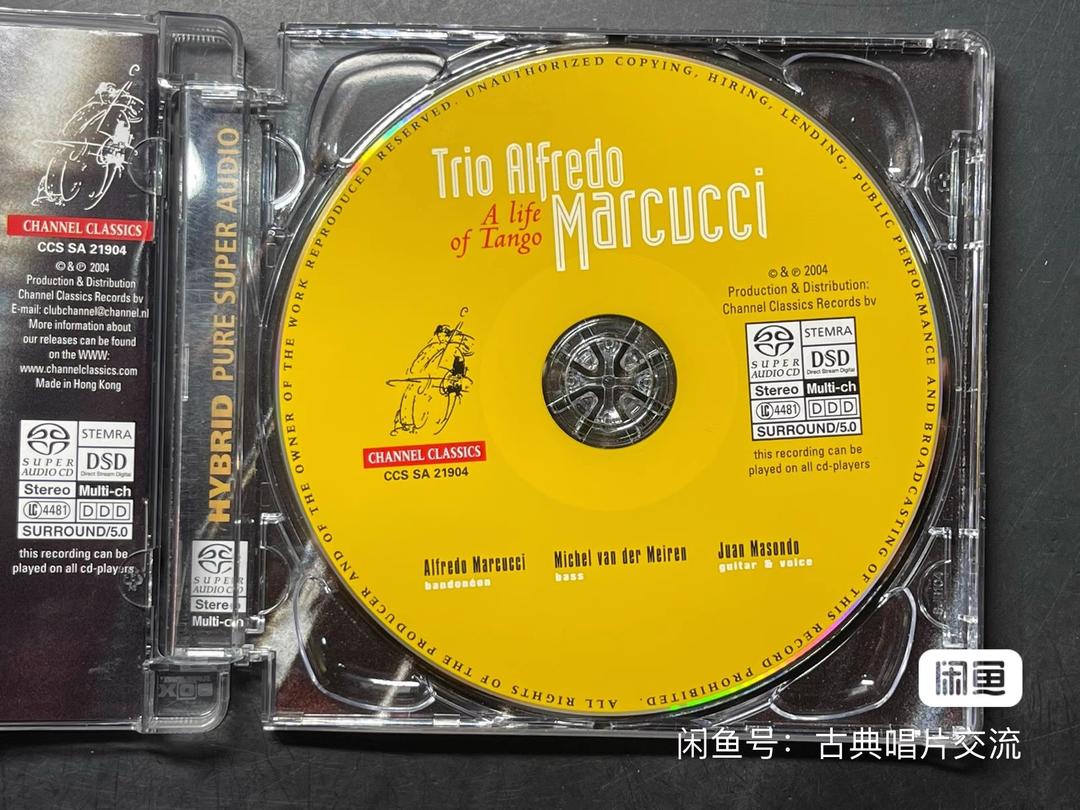 CHANNEL CLASSICS
CCS SA 21904
© & ℗ 2004
Production & Distribution
Channel Classics Records bv
E-mail: clubchannel@channel.nl
More information about
our releases can be found
on the WWW:
www.channelclassics.com
Made in Hong Kong
SUPER AUDIO CD
STEMRA
DSD
Direct Stream Digital
Stereo
Multi-ch
LC 4481
DDD
SURROUND/5.0
this recording can be
played on all cd-players
HYBRID PURE SUPER AUDIO
SUPER
AUDIO CD
Stereo
Multi-ch
ALL RIGHTS OF THE PRODUCER AND OF THE OWNER OF THE WORK REPRODUCED RESERVED. UNAUTHORIZED COPYING, HIRING, LENDING, PUBLIC PERFORMANCE AND BROADCASTING OF THIS RECORD PROHIBITED.
Trio Alfredo
Marcucci
A life
of Tango
© & ℗ 2004
Production & Distribution:
Channel Classics Records bv
SUPER
AUDIO CD
STEMRA
DSD
Direct Stream Digital
Stereo
Multi-ch
LC 4481
DDD
SURROUND/5.0
this recording can be
played on all cd-players
CHANNEL CLASSICS
CCS SA 21904
Alfredo Marcucci
bandonéon
Michel van der Meiren
bass
Juan Masondo
guitar & voice
闲鱼
闲鱼号：古典唱片交流